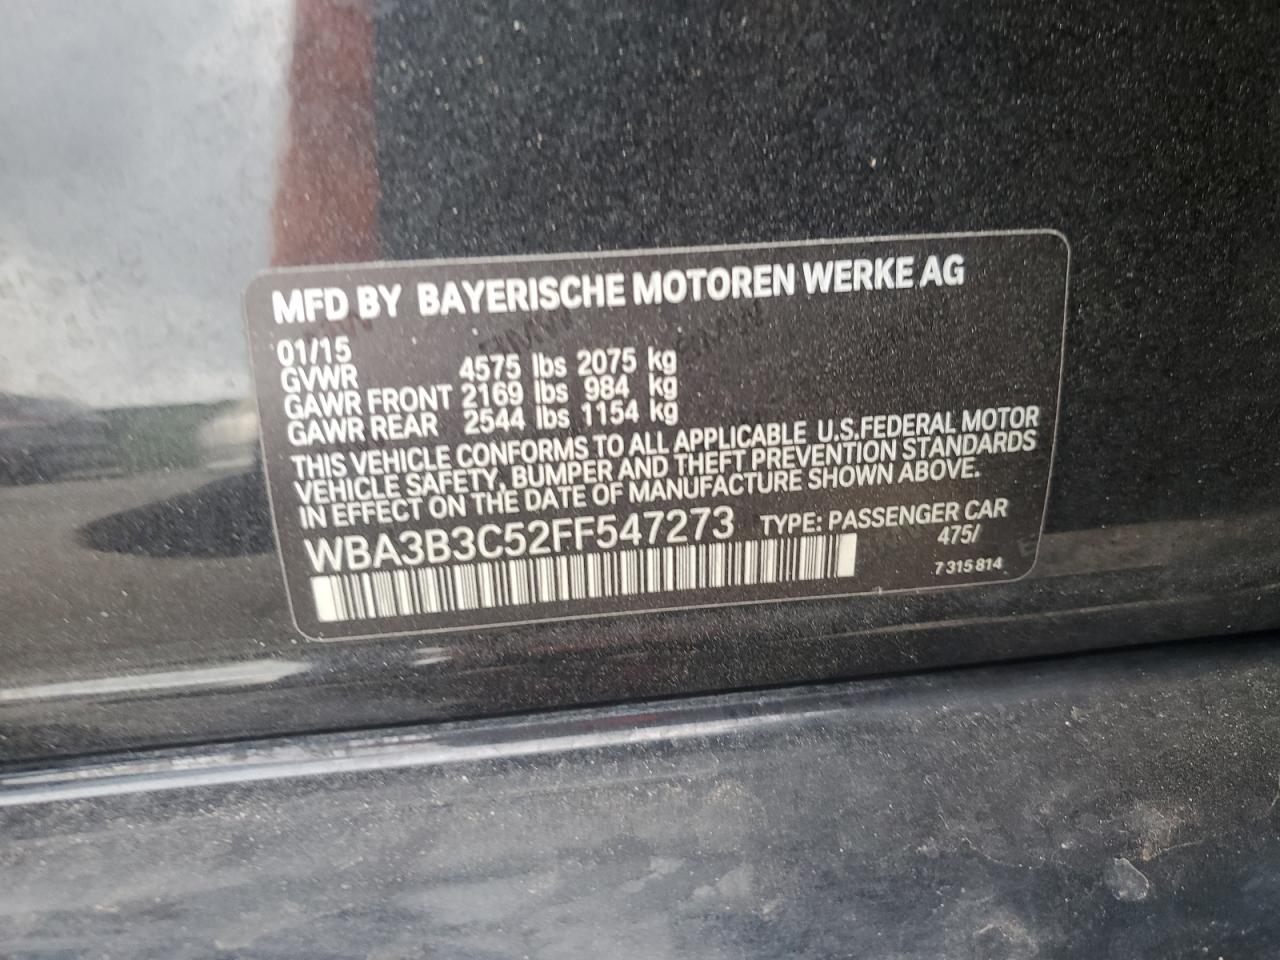 MFD BY BAYERISCHE MOTOREN WERKE AG
01/15
GVWR 4575 lbs 2075 kg
GAWR FRONT 2169 lbs 984 kg
GAWR REAR 2544 lbs 1154 kg
THIS VEHICLE CONFORMS TO ALL APPLICABLE U.S.FEDERAL MOTOR
VEHICLE SAFETY, BUMPER AND THEFT PREVENTION STANDARDS
IN EFFECT ON THE DATE OF MANUFACTURE SHOWN ABOVE.
WBA3B3C52FF547273 TYPE: PASSENGER CAR
475/
7 315 814